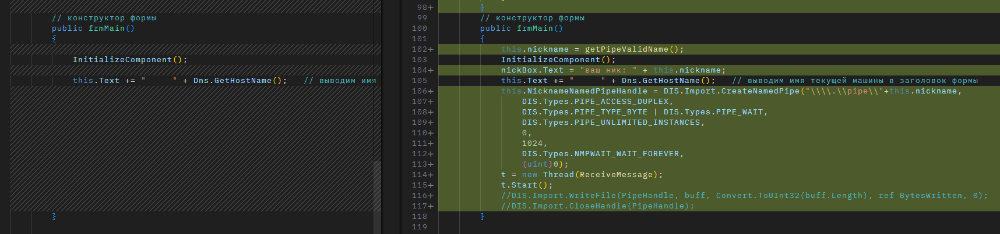 // конструктор формы
public frmMain()
{
InitializeComponent();
this.Text += "     " + Dns.GetHostName();   // выводим имя
}
98+ }
99 // конструктор формы
100 public frmMain()
101 {
102+ this.nickname = getPipeValidName();
103 InitializeComponent();
104+ nickBox.Text = "ваш ник: " + this.nickname;
105 this.Text += "     " + Dns.GetHostName();   // выводим имя текущей машины в заголовок формы
106+ this.NicknameNamedPipeHandle = DIS.Import.CreateNamedPipe("\\\\.\\pipe\\"+this.nickname,
107+ DIS.Types.PIPE_ACCESS_DUPLEX,
108+ DIS.Types.PIPE_TYPE_BYTE | DIS.Types.PIPE_WAIT,
109+ DIS.Types.PIPE_UNLIMITED_INSTANCES,
110+ 0,
111+ 1024,
112+ DIS.Types.NMPWAIT_WAIT_FOREVER,
113+ (uint)0);
114+ t = new Thread(ReceiveMessage);
115+ t.Start();
116+ //DIS.Import.WriteFile(PipeHandle, buff, Convert.ToUInt32(buff.Length), ref BytesWritten, 0);
117+ //DIS.Import.CloseHandle(PipeHandle);
118 }
119